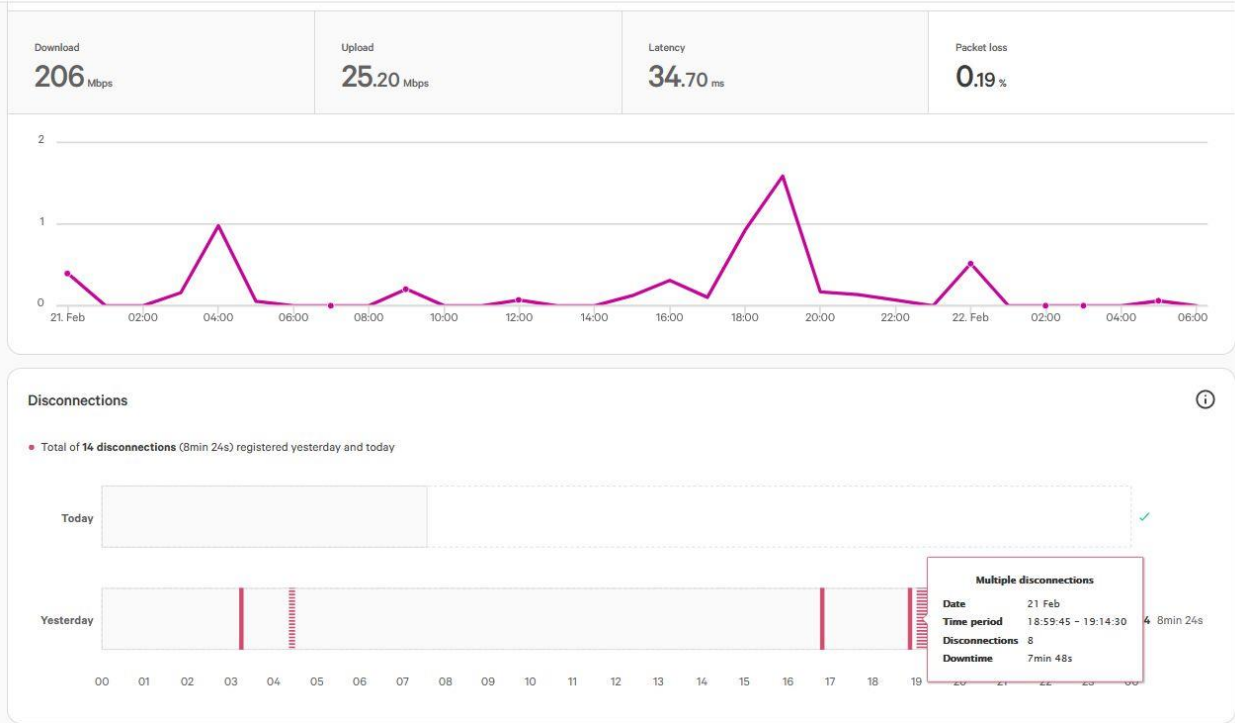 Download Upload Latency Packet loss
206 Mbps 25.20 Mbps 34.70 ms 0.19 %
2
1
0
21. Feb 02:00 04:00 06:00 08:00 10:00 12:00 14:00 16:00 18:00 20:00 22:00 22. Feb 02:00 04:00 06:00
Disconnections
Total of 14 disconnections (8min 24s) registered yesterday and today
Today
Multiple disconnections
Date 21 Feb
Time period 18:59:45 - 19:14:30
Disconnections 8
Downtime 7min 48s
Yesterday 4 8min 24s
00 01 02 03 04 05 06 07 08 09 10 11 12 13 14 15 16 17 18 19